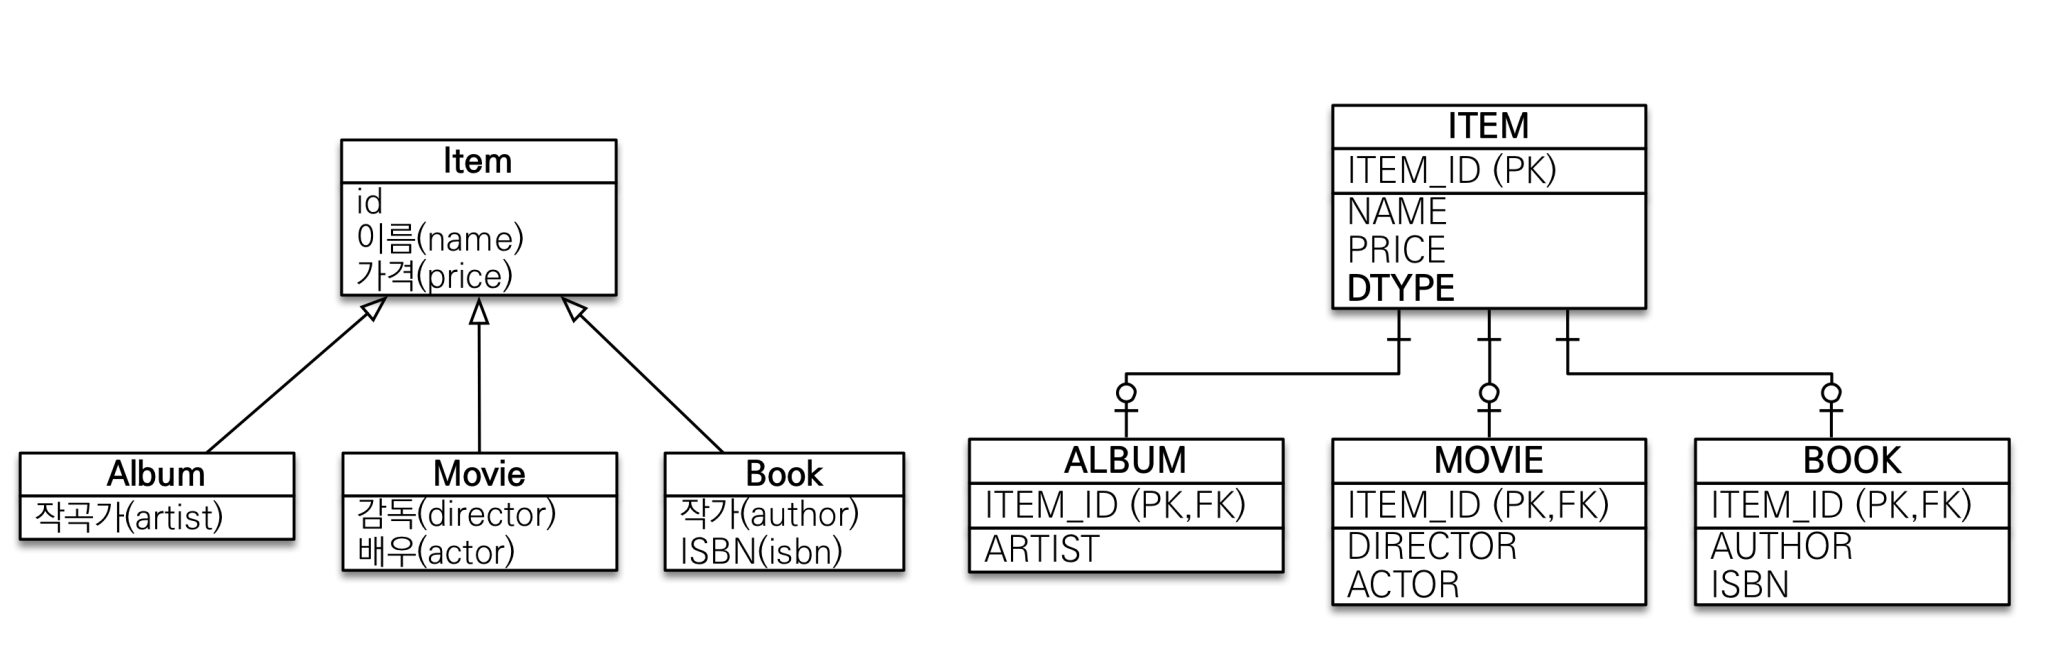 Item
id
이름(name)
가격(price)
Album
작곡가(artist)
Movie
감독(director)
배우(actor)
Book
작가(author)
ISBN(isbn)
ITEM
ITEM_ID (PK)
NAME
PRICE
DTYPE
ALBUM
ITEM_ID (PK,FK)
ARTIST
MOVIE
ITEM_ID (PK,FK)
DIRECTOR
ACTOR
BOOK
ITEM_ID (PK,FK)
AUTHOR
ISBN